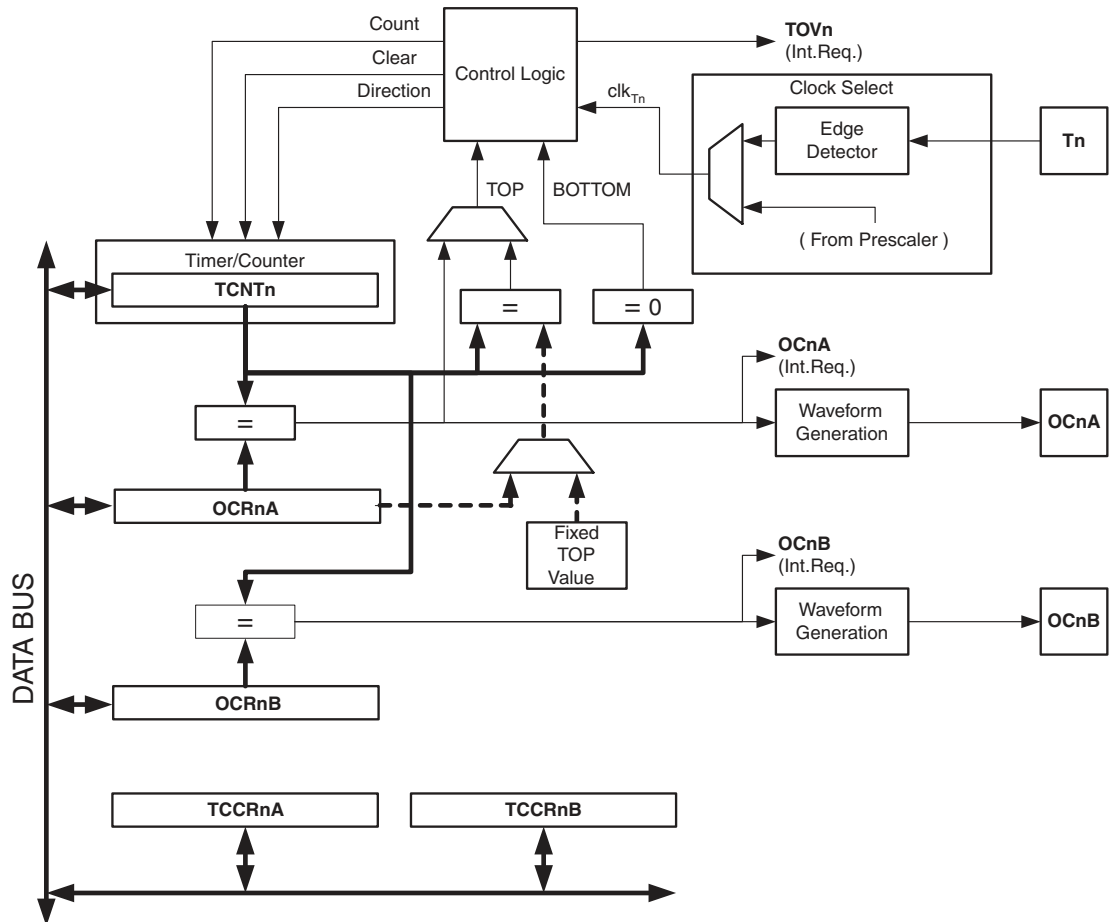 Count
Clear
Direction
Control Logic
TOVn
(Int.Req.)
clkTn
Clock Select
Edge
Detector
Tn
( From Prescaler )
TOP
BOTTOM
Timer/Counter
TCNTn
=
= 0
OCnA
(Int.Req.)
=
Waveform
Generation
OCnA
OCRnA
Fixed
TOP
Value
OCnB
(Int.Req.)
=
Waveform
Generation
OCnB
OCRnB
DATA BUS
TCCRnA
TCCRnB